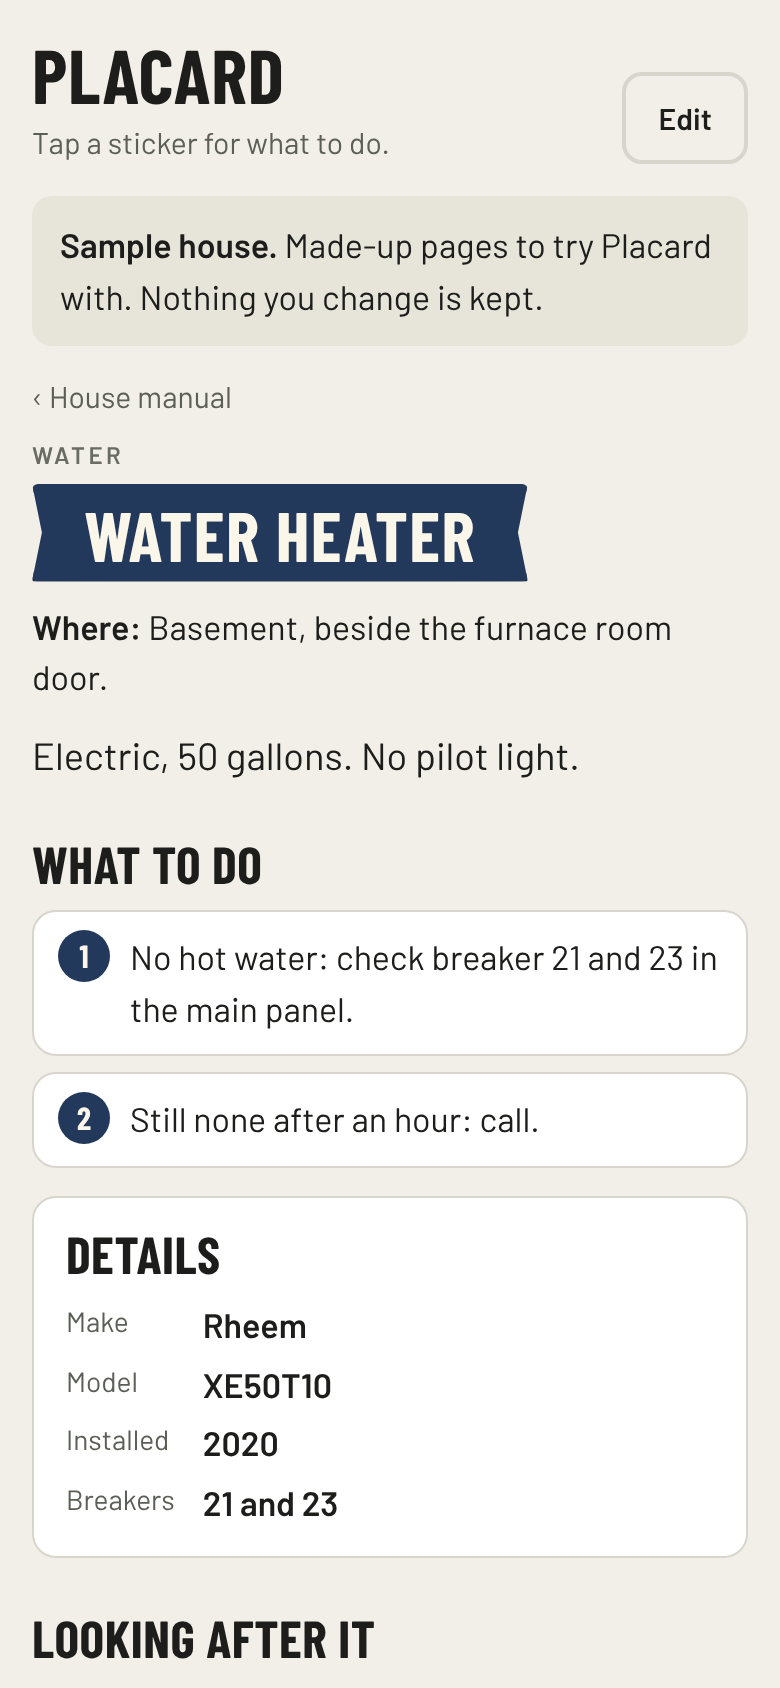 PLACARD
Tap a sticker for what to do.
Edit
Sample house. Made-up pages to try Placard
with. Nothing you change is kept.
‹ House manual
WATER
WATER HEATER
Where: Basement, beside the furnace room
door.
Electric, 50 gallons. No pilot light.
WHAT TO DO
1 No hot water: check breaker 21 and 23 in
the main panel.
2 Still none after an hour: call.
DETAILS
Make Rheem
Model XE50T10
Installed 2020
Breakers 21 and 23
LOOKING AFTER IT